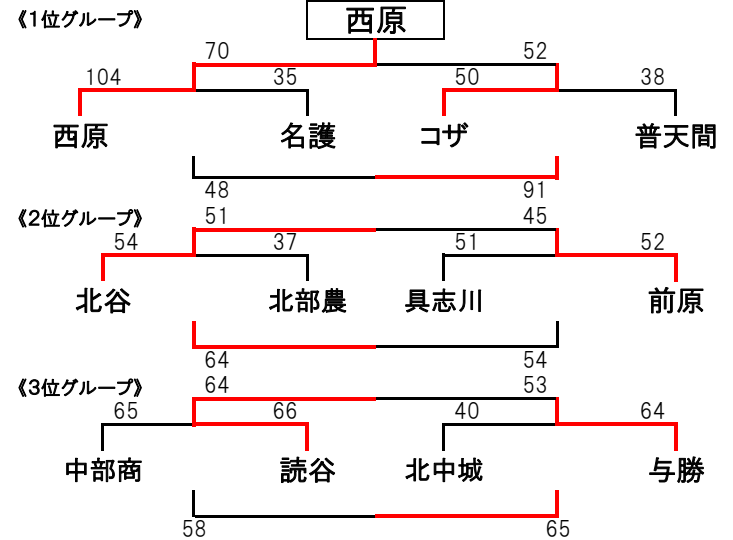 《1位グループ》
西原
70 52
104 35 50 38
西原 名護 コザ 普天間
48 91
《2位グループ》
51 45
54 37 51 52
北谷 北部農 具志川 前原
64 54
《3位グループ》
64 53
65 66 40 64
中部商 読谷 北中城 与勝
58 65